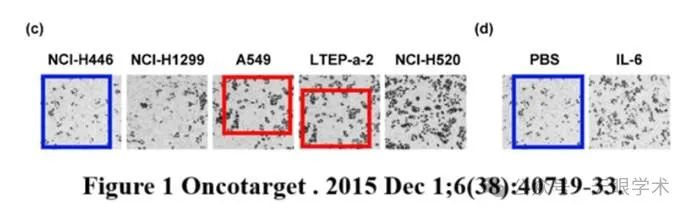 (c)
NCI-H446 NCI-H1299 A549 LTEP-a-2 NCI-H520
(d)
PBS IL-6
Figure 1 Oncotarget . 2015 Dec 1;6(38):40719-33.